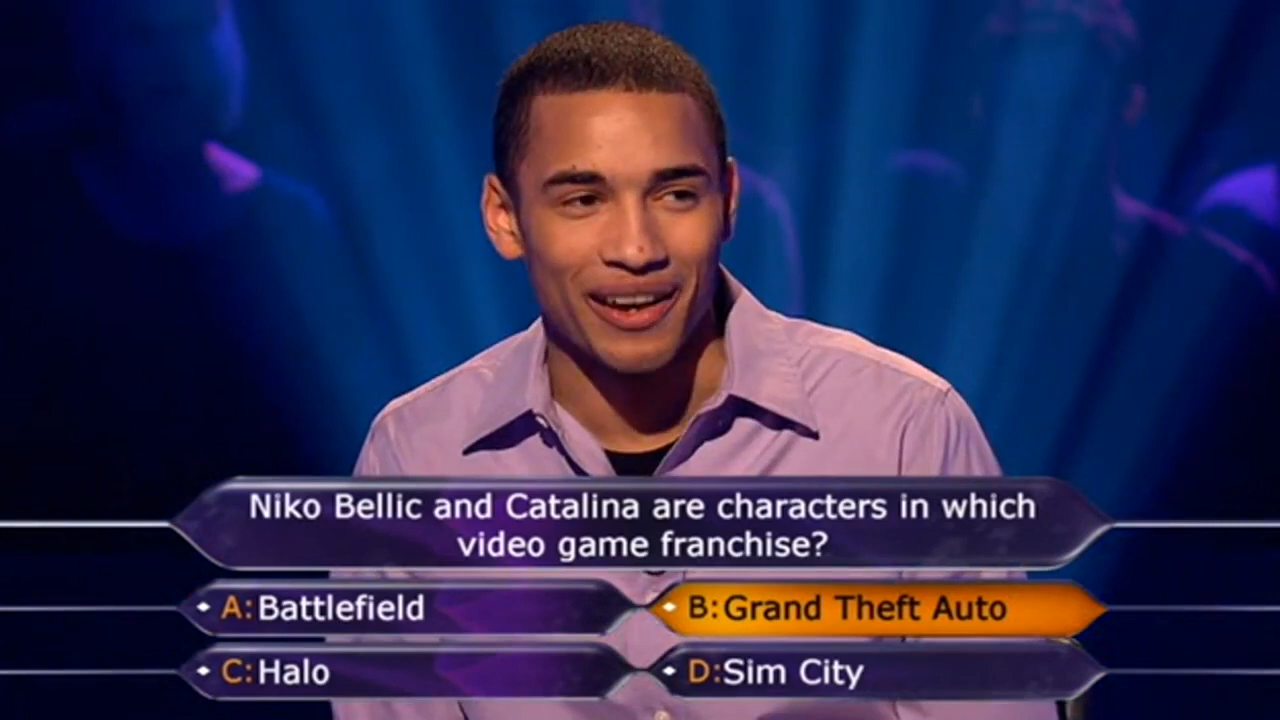 Niko Bellic and Catalina are characters in which
video game franchise?
A: Battlefield
B: Grand Theft Auto
C: Halo
D: Sim City